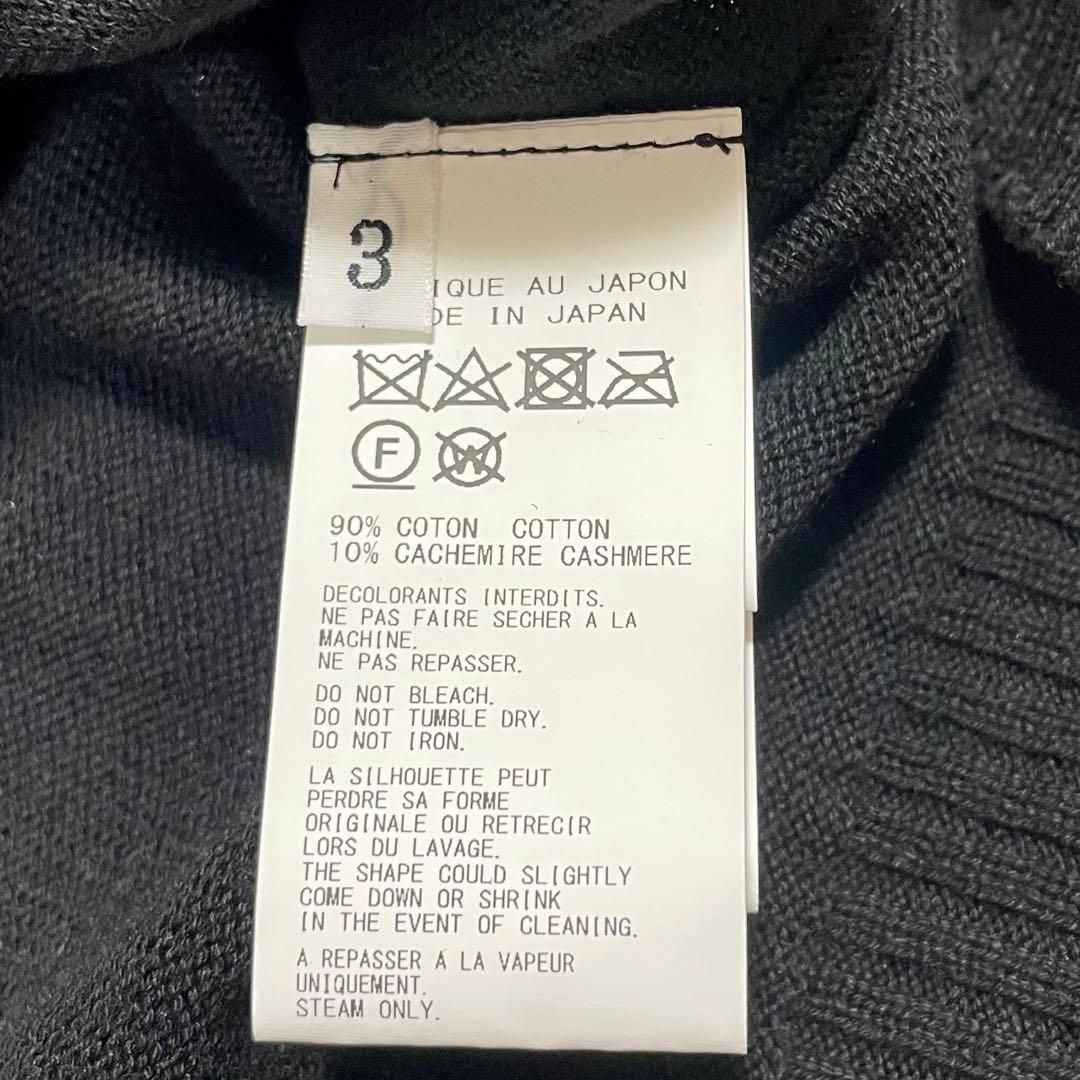 3
IQUE AU JAPON
DE IN JAPAN
F
W
90% COTON COTTON
10% CACHEMIRE CASHMERE
DECOLORANTS INTERDITS.
NE PAS FAIRE SECHER A LA
MACHINE.
NE PAS REPASSER.
DO NOT BLEACH.
DO NOT TUMBLE DRY.
DO NOT IRON.
LA SILHOUETTE PEUT
PERDRE SA FORME
ORIGINALE OU RETRECIR
LORS DU LAVAGE.
THE SHAPE COULD SLIGHTLY
COME DOWN OR SHRINK
IN THE EVENT OF CLEANING.
A REPASSER A LA VAPEUR
UNIQUEMENT.
STEAM ONLY.